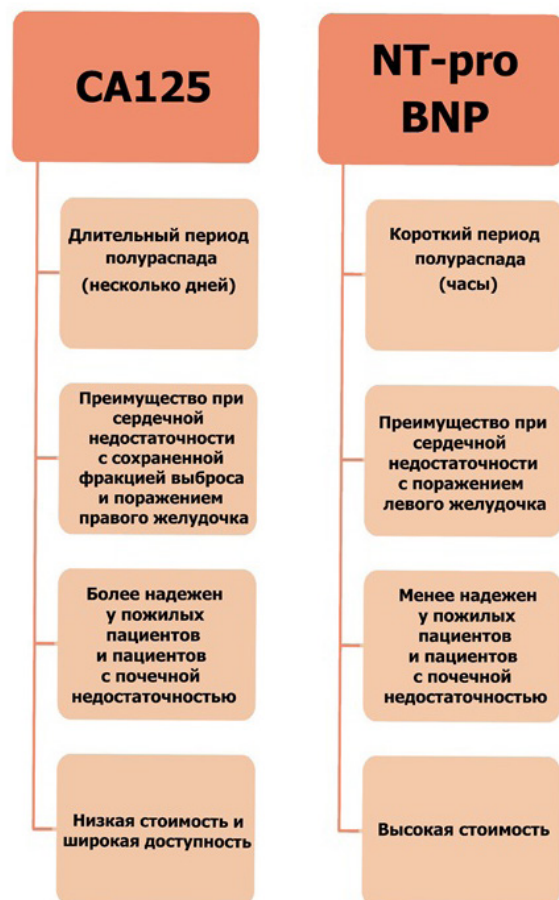 CA125
Длительный период
полураспада
(несколько дней)
Преимущество при
сердечной
недостаточности
с сохраненной
фракцией выброса
и поражением
правого желудочка
Более надежен
у пожилых
пациентов
и пациентов
с почечной
недостаточностью
Низкая стоимость и
широкая доступность
NT-pro
BNP
Короткий период
полураспада
(часы)
Преимущество при
сердечной
недостаточности
с поражением
левого желудочка
Менее надежен
у пожилых
пациентов
и пациентов
с почечной
недостаточностью
Высокая стоимость